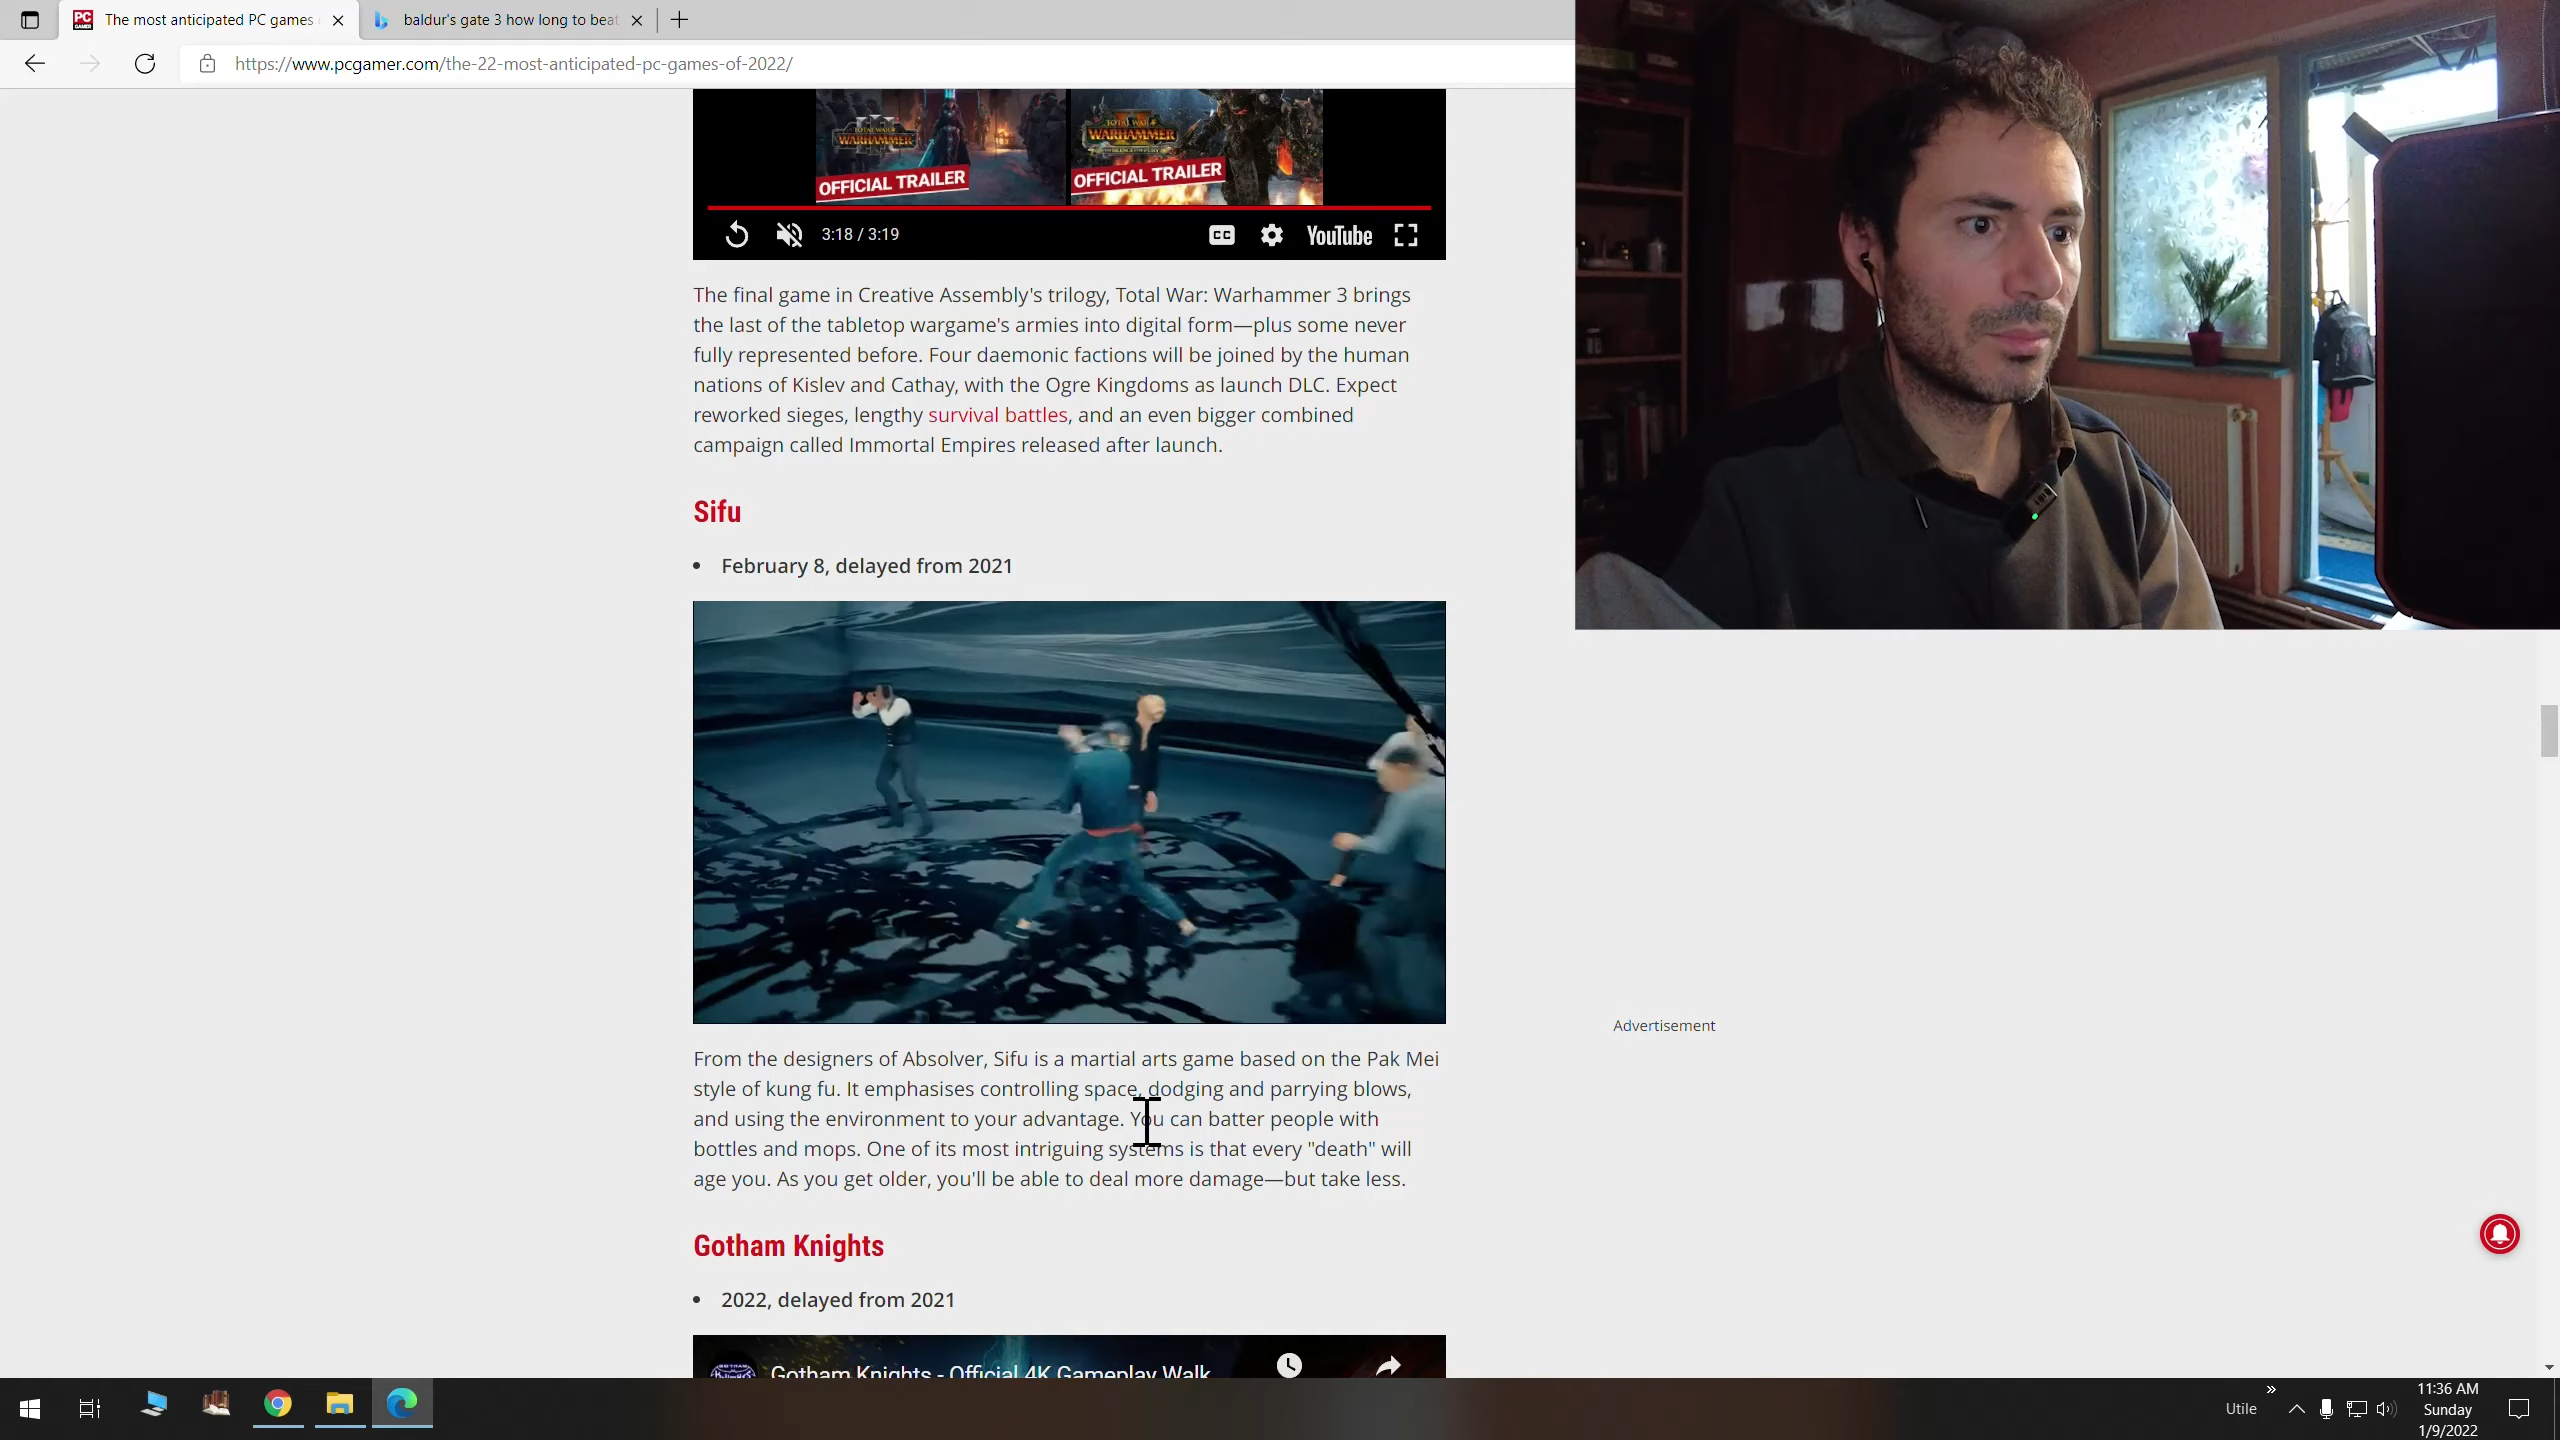 The most anticipated PC games
baldur's gate 3 how long to beat
https://www.pcgamer.com/the-22-most-anticipated-pc-games-of-2022/
TOTAL WAR
WARHAMMER
OFFICIAL TRAILER
TOTAL WAR
WARHAMMER
OFFICIAL TRAILER
3:18 / 3:19
CC
YouTube
The final game in Creative Assembly's trilogy, Total War: Warhammer 3 brings
the last of the tabletop wargame's armies into digital form—plus some never
fully represented before. Four daemonic factions will be joined by the human
nations of Kislev and Cathay, with the Ogre Kingdoms as launch DLC. Expect
reworked sieges, lengthy survival battles, and an even bigger combined
campaign called Immortal Empires released after launch.
Sifu
• February 8, delayed from 2021
From the designers of Absolver, Sifu is a martial arts game based on the Pak Mei
style of kung fu. It emphasises controlling space, dodging and parrying blows,
and using the environment to your advantage. You can batter people with
bottles and mops. One of its most intriguing systems is that every "death" will
age you. As you get older, you'll be able to deal more damage—but take less.
Advertisement
Gotham Knights
• 2022, delayed from 2021
Gotham Knights - Official 4K Gameplay Walk
Utile
11:36 AM
Sunday
1/9/2022